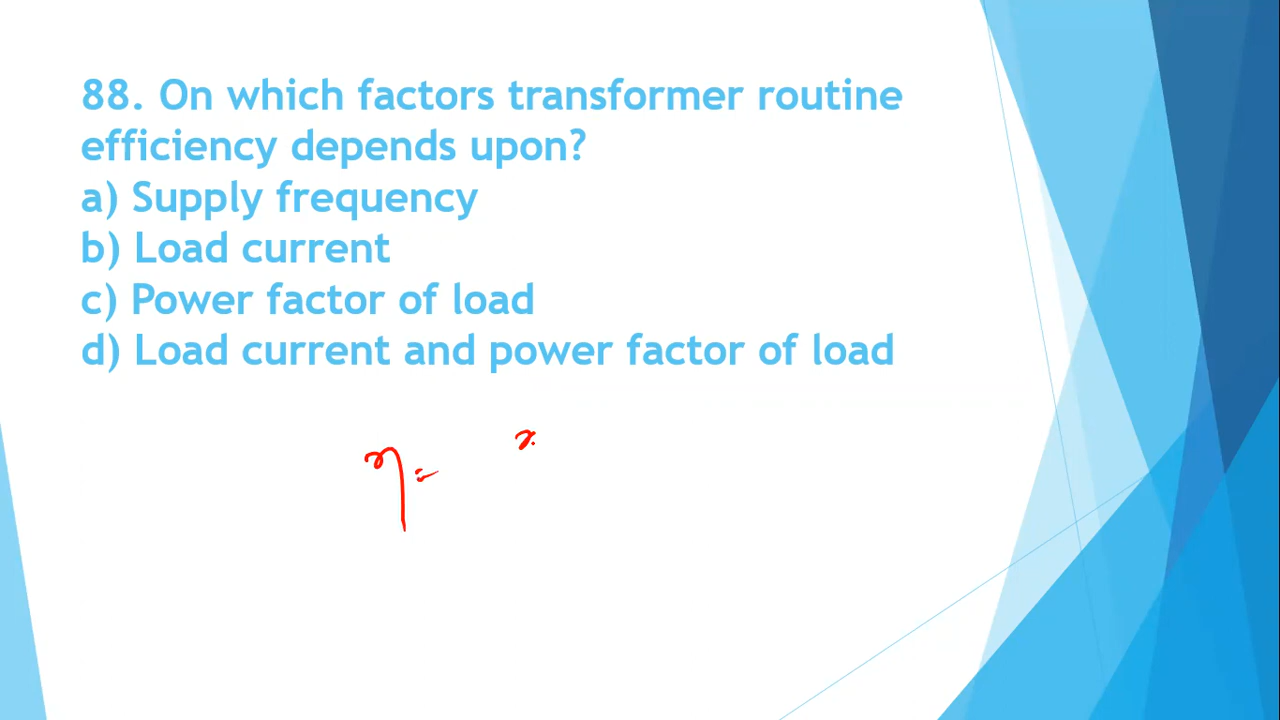 88. On which factors transformer routine
efficiency depends upon?
a) Supply frequency
b) Load current
c) Power factor of load
d) Load current and power factor of load
η = x